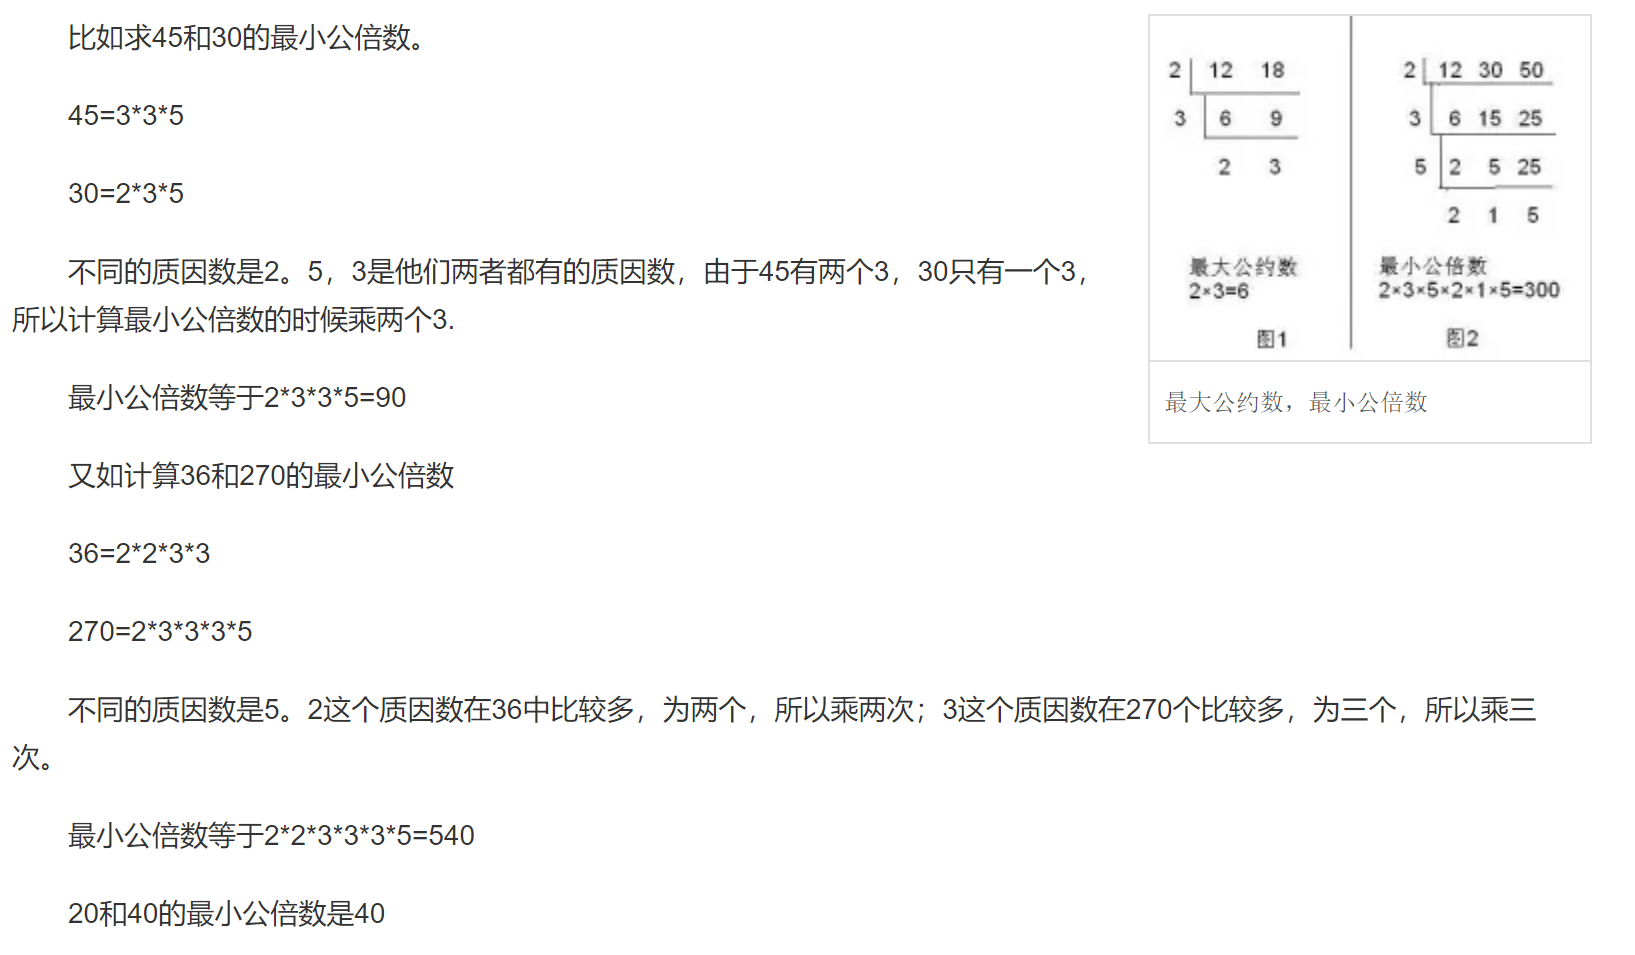 比如求45和30的最小公倍数。
45=3*3*5
30=2*3*5
不同的质因数是2。5，3是他们两者都有的质因数，由于45有两个3，30只有一个3，
所以计算最小公倍数的时候乘两个3.
最小公倍数等于2*3*3*5=90
又如计算36和270的最小公倍数
36=2*2*3*3
270=2*3*3*3*5
不同的质因数是5。2这个质因数在36中比较多，为两个，所以乘两次；3这个质因数在270个比较多，为三个，所以乘三
次。
最小公倍数等于2*2*3*3*3*5=540
20和40的最小公倍数是40
2 12 18
3 6 9
2 3
最大公约数
2×3=6
图1
2 12 30 50
3 6 15 25
5 2 5 25
2 1 5
最小公倍数
2×3×5×2×1×5=300
图2
最大公约数，最小公倍数